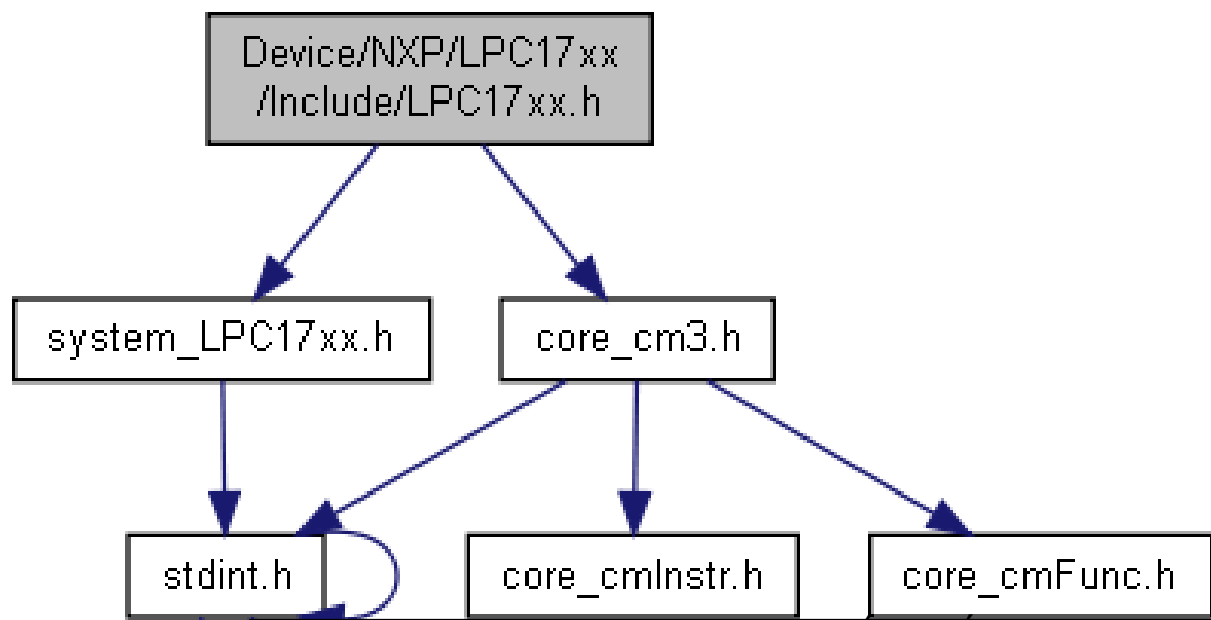 Device/NXP/LPC17xx
/Include/LPC17xx.h
system_LPC17xx.h
core_cm3.h
stdint.h
core_cmInstr.h
core_cmFunc.h